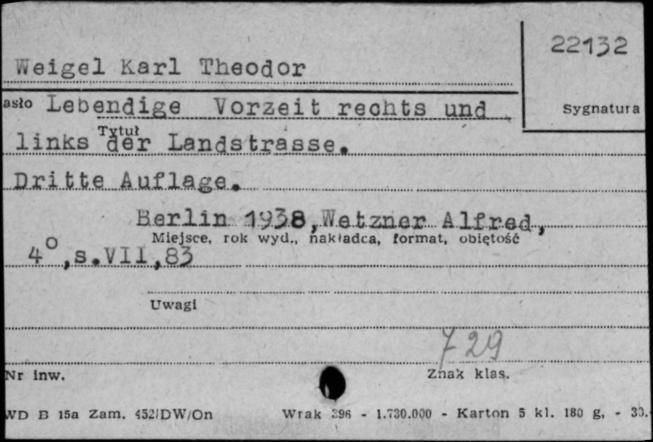 22132
Weigel Karl Theodor
asło Lebendige Vorzeit rechts und
Sygnatura
Tytuł
links der Landstrasse.
Dritte Auflage.
Berlin 1938, Wetzner Alfred,
Miejsce, rok wyd., nakładca, format, objętość
4°, s. VII, 83
Uwagi
729
Nr inw.
Znak klas.
WD B 15a Zam. 452/DW/On Wrak 396 - 1.730.000 - Karton 5 kl. 180 g, - 30.